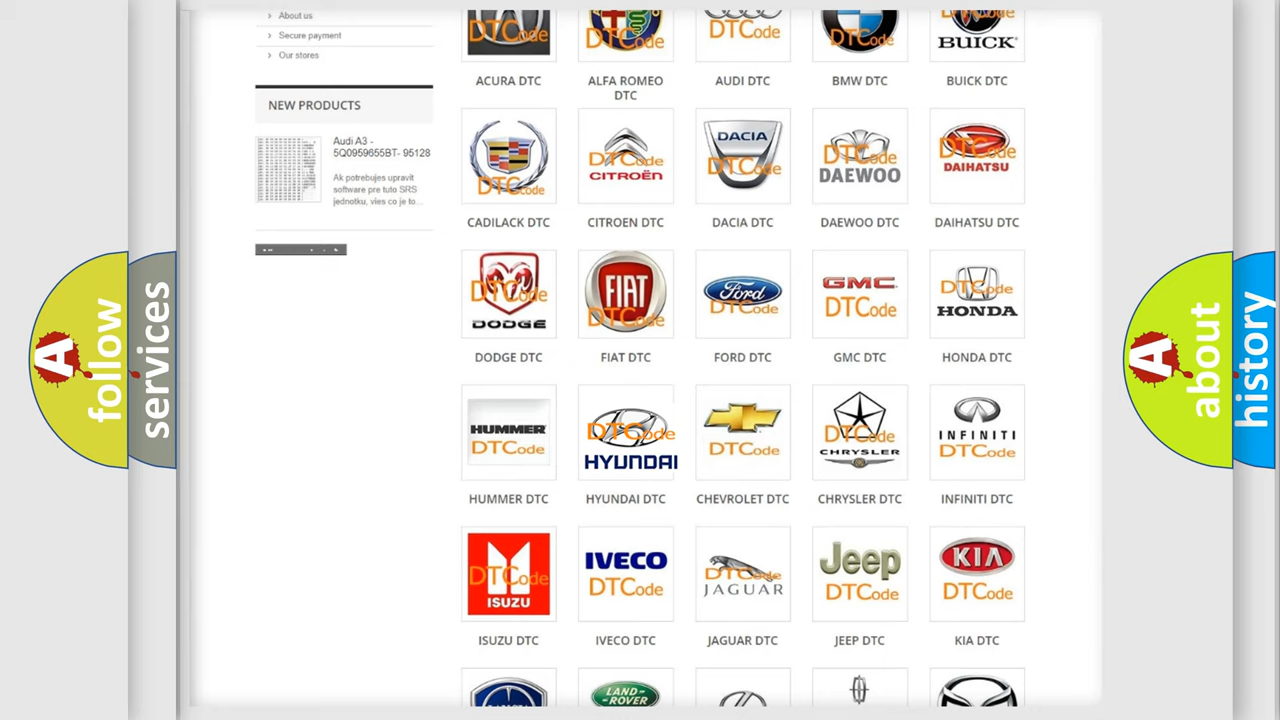 About us
Secure payment
Our stores
NEW PRODUCTS
Audi A3 -
5Q0959655BT- 95128
Ak potrebujes upravit
software pre tuto SRS
jednotku, vies co je to...
DTCode
DTCode
DTCode
DTCode
BUICK
ACURA DTC
ALFA ROMEO
DTC
AUDI DTC
BMW DTC
BUICK DTC
DTCode
DTCode
CITROËN
DACIA
DTCode
DTCode
DAEWOO
DTCode
DAIHATSU
CADILACK DTC
CITROEN DTC
DACIA DTC
DAEWOO DTC
DAIHATSU DTC
DTCode
DODGE
FIAT
DTCode
Ford
DTCode
GMC
DTCode
DTCode
HONDA
DODGE DTC
FIAT DTC
FORD DTC
GMC DTC
HONDA DTC
HUMMER
DTCode
DTCode
HYUNDAI
DTCode
DTCode
CHRYSLER
INFINITI
DTCode
HUMMER DTC
HYUNDAI DTC
CHEVROLET DTC
CHRYSLER DTC
INFINITI DTC
DTCode
ISUZU
IVECO
DTCode
DTCode
JAGUAR
Jeep
DTCode
KIA
DTCode
ISUZU DTC
IVECO DTC
JAGUAR DTC
JEEP DTC
KIA DTC
LAND-
ROVER
A
follow
services
A
about
history